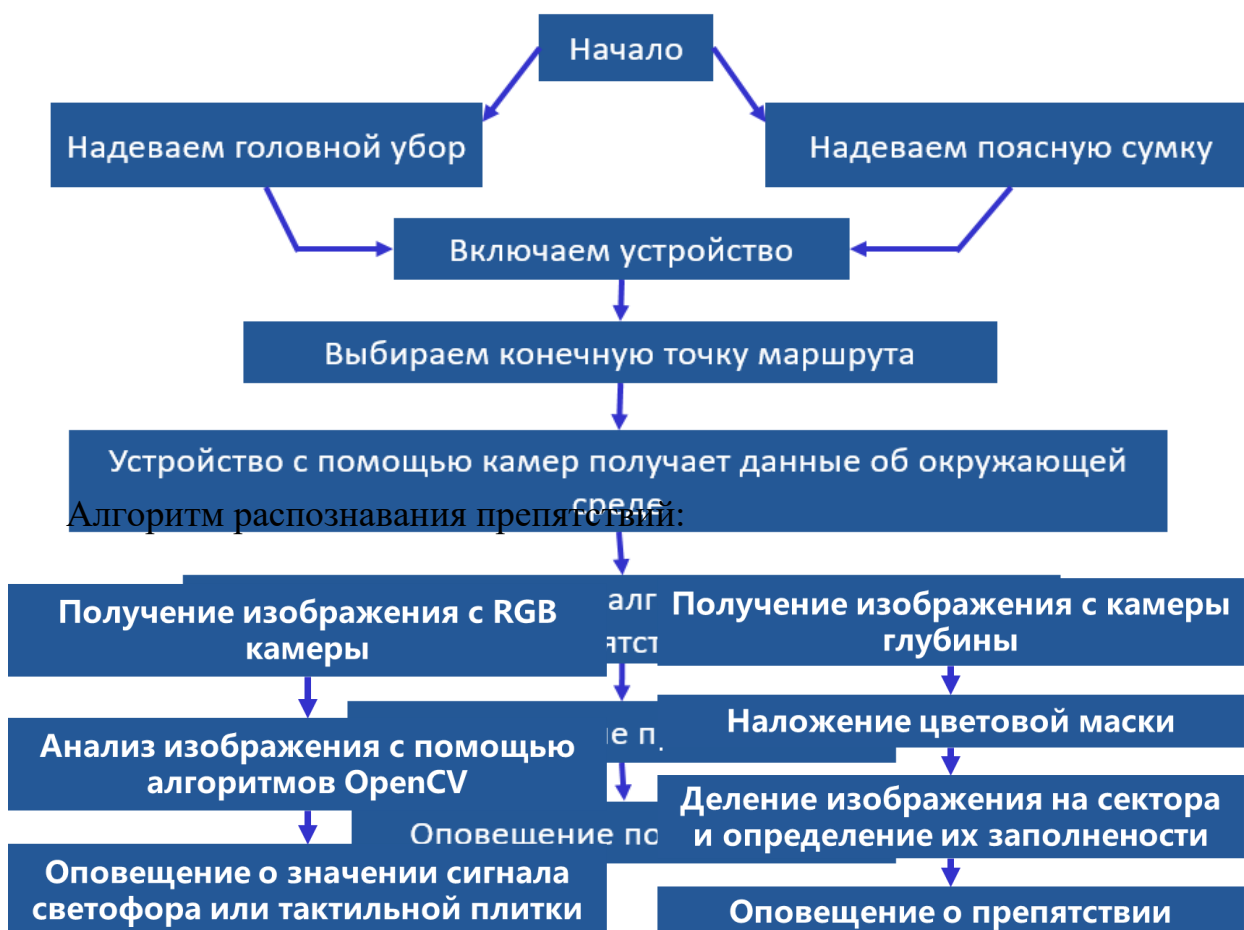 Начало
Надеваем головной убор
Надеваем поясную сумку
Включаем устройство
Выбираем конечную точку маршрута
Устройство с помощью камер получает данные об окружающей
среде
Алгоритм распознавания препятствий:
Получение изображения с RGB
камеры
Анализ изображения с помощью
алгоритмов OpenCV
Оповещение о значении сигнала
светофора или тактильной плитки
Оповещение
Получение изображения с камеры
глубины
Наложение цветовой маски
Деление изображения на сектора
и определение их заполнености
Оповещение о препятствии